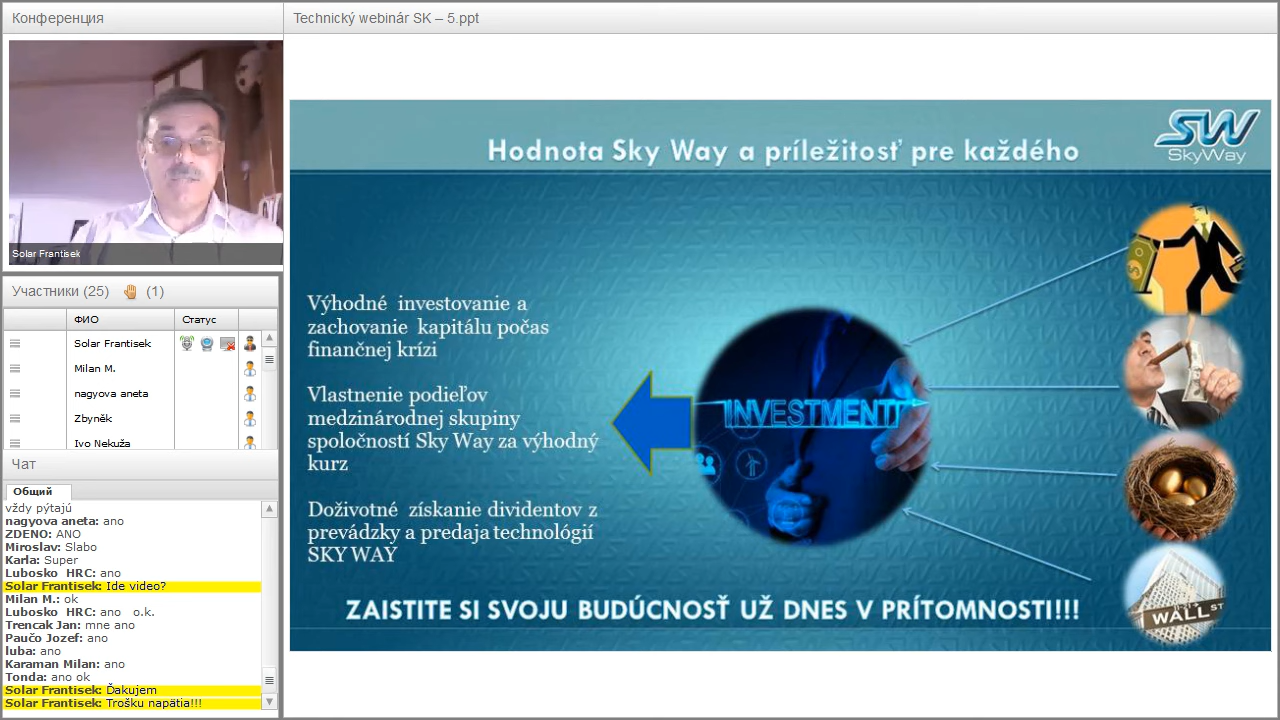 Конференция
Technický webinár SK – 5.ppt
Solar Frantisek
Участники (25) (1)
ФИО Статус
Solar Frantisek
Milan M.
nagyova aneta
Zbyněk
Ivo Nekuža
Чат
Общий
vždy pýtajú
nagyova aneta: ano
ZDENO: ANO
Miroslav: Slabo
Karla: Super
Lubosko HRC: ano
Solar Frantisek: Ide video?
Milan M.: ok
Lubosko HRC: ano o.k.
Trencak Jan: mne ano
Paučo Jozef: ano
luba: ano
Karaman Milan: ano
Tonda: ano ok
Solar Frantisek: Ďakujem
Solar Frantisek: Trošku napätia!!!
Hodnota Sky Way a príležitosť pre každého
SW
SkyWay
Výhodné investovanie a
zachovanie kapitálu počas
finančnej krízi
Vlastnenie podieľov
medzinárodnej skupiny
spoločností Sky Way za výhodný
kurz
Doživotné získanie dividentov z
prevádzky a predaja technológií
SKY WAY
INVESTMENT
WALL ST
ZAISTITE SI SVOJU BUDÚCNOSŤ UŽ DNES V PRÍTOMNOSTI!!!